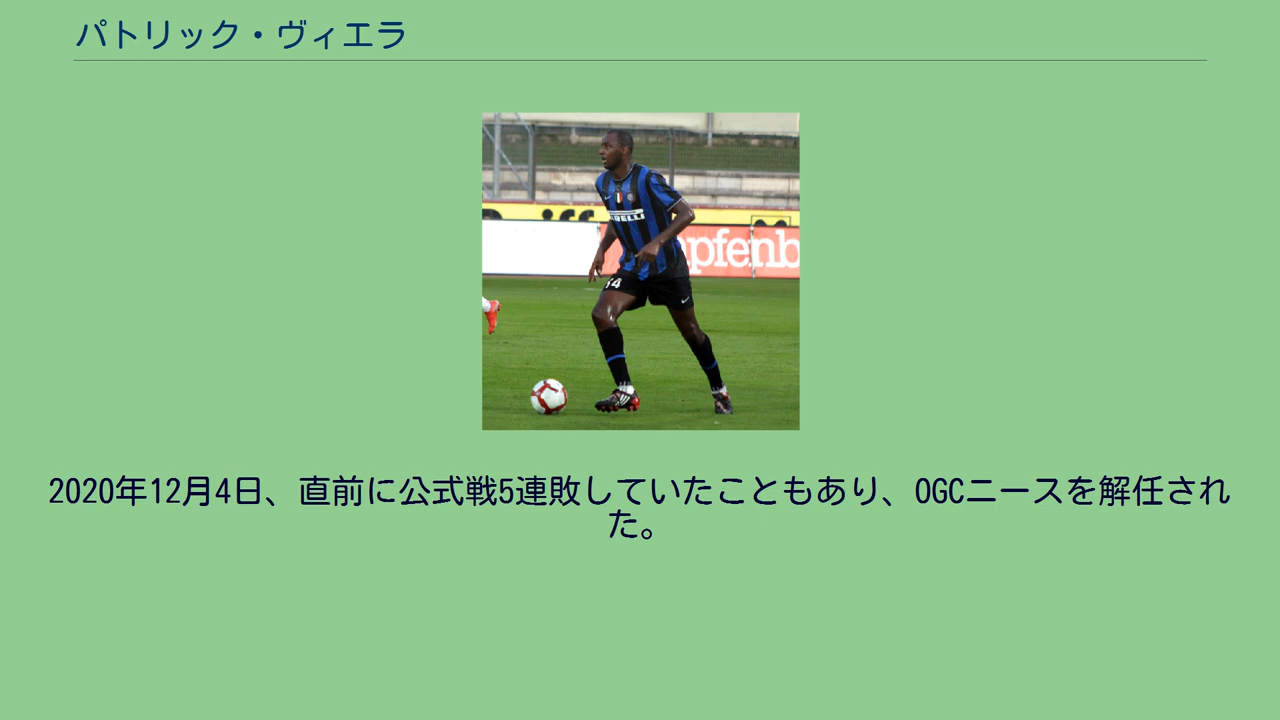 パトリック・ヴィエラ
14
2020年12月4日、直前に公式戦5連敗していたこともあり、OGCニースを解任され
た。